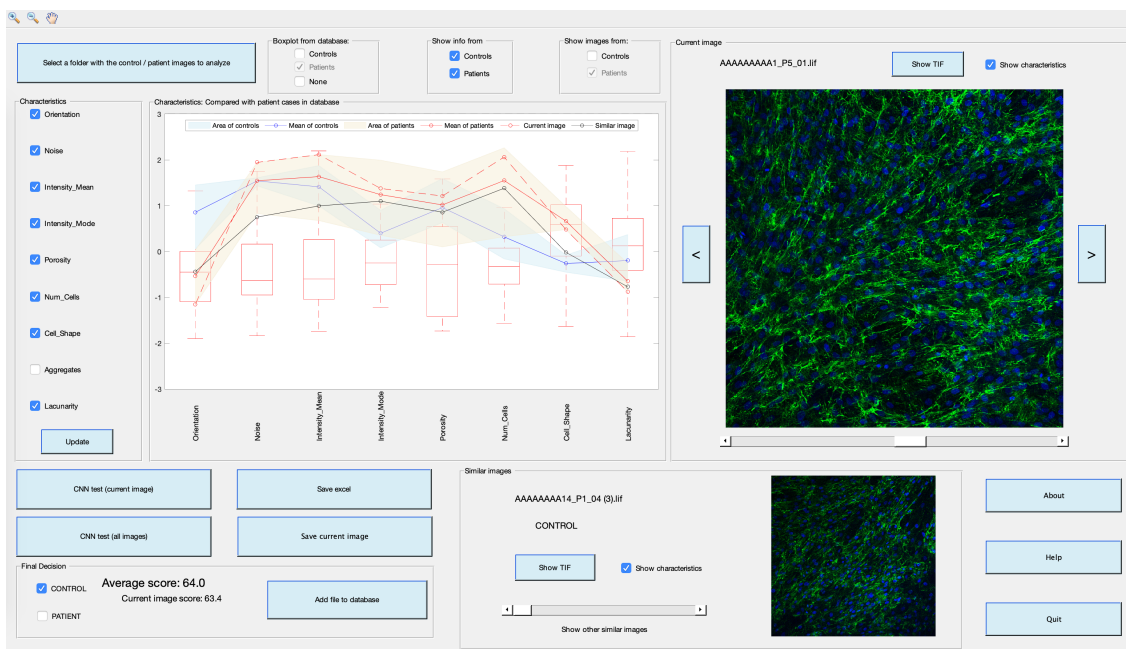 Boxplot from database:
Controls
Patients
None
Show info from
Controls
Patients
Show images from:
Controls
Patients
Select a folder with the control / patient images to analyze
Current image
AAAAAAAAA1_P5_01.lif
Show TIF
Show characteristics
Characteristics
Orientation
Noise
Intensity_Mean
Intensity_Mode
Porosity
Num_Cells
Cell_Shape
Aggregates
Lacunarity
Update
Characteristics: Compared with patient cases in database
Area of controls
Mean of controls
Area of patients
Mean of patients
Current image
Similar image
3
2
1
0
-1
-2
-3
Orientation
Noise
Intensity_Mean
Intensity_Mode
Porosity
Num_Cells
Cell_Shape
Lacunarity
<
>
CNN test (current image)
Save excel
CNN test (all images)
Save current image
Final Decision
CONTROL
PATIENT
Average score: 64.0
Current image score: 63.4
Add file to database
Similar images
AAAAAAAA14_P1_04 (3).lif
CONTROL
Show TIF
Show characteristics
Show other similar images
About
Help
Quit